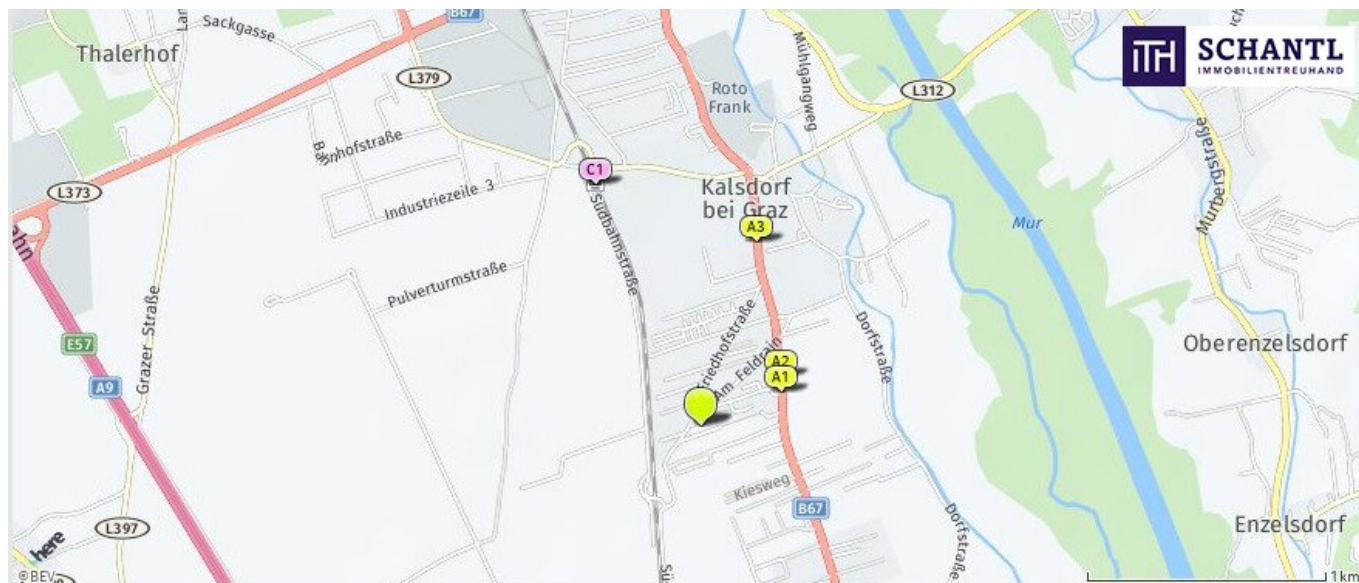 B67
Sackgasse
Thalerhof
L379
Mühlgangweg
SCHANTL
IMMOBILIENTREUHAND
Roto
Frank
L312
Bahnhofstraße
C1
L373
Industriezeile 3
Kalsdorf
bei Graz
A3
Südbahnstraße
Mur
Murbergstraße
Pulverturmstraße
Grazer Straße
E57
A9
Friedhofstraße
Am Feldrain
A2
A1
Dorfstraße
Oberenzelsdorf
Kiesweg
B67
Dorfstraße
L397
Enzelsdorf
here
©BEV
1km